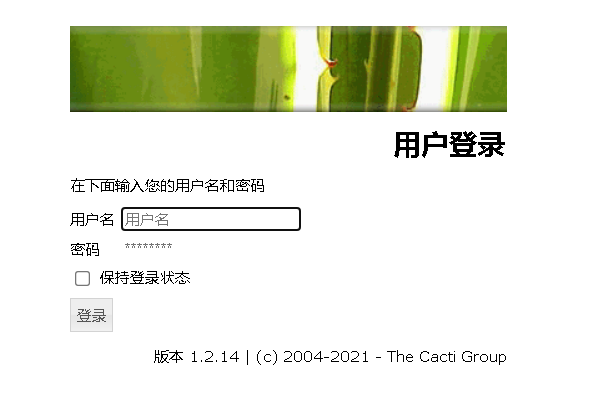 用户登录
在下面输入您的用户名和密码
用户名 用户名
密码 ********
保持登录状态
登录
版本 1.2.14 | (c) 2004-2021 - The Cacti Group